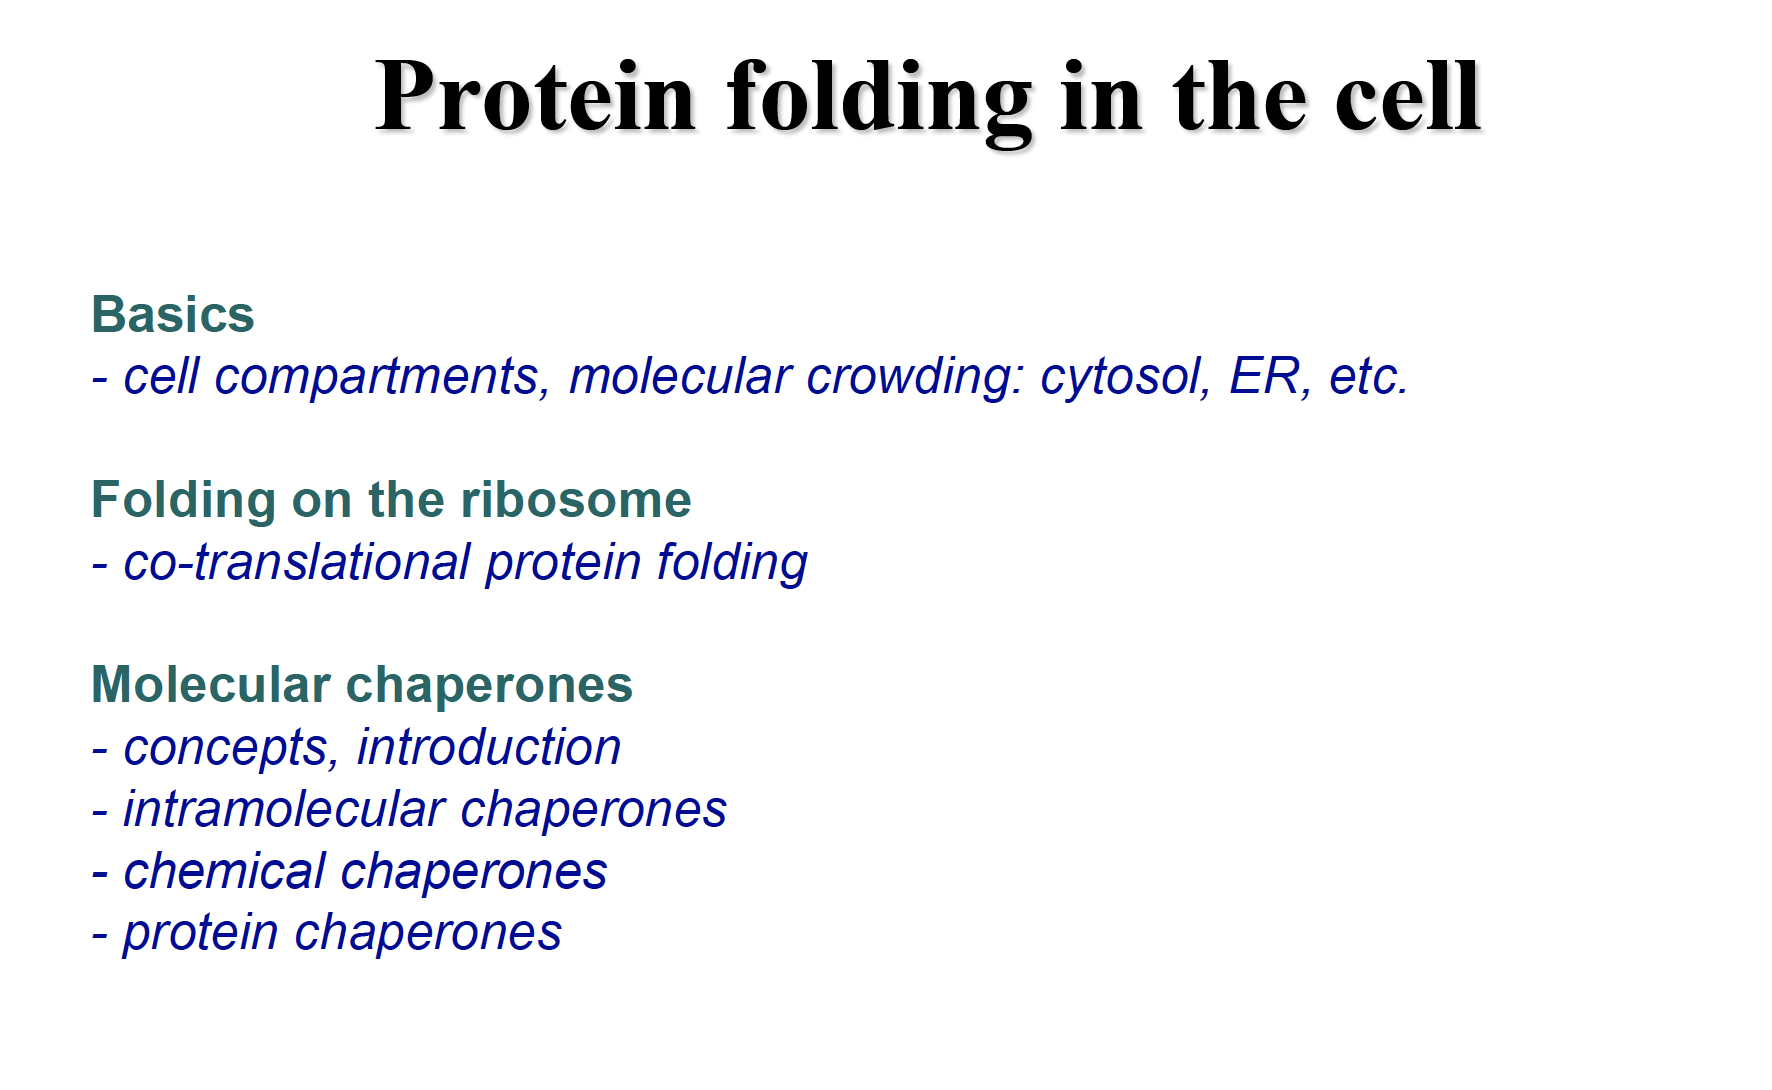 Protein folding in the cell
Basics
- cell compartments, molecular crowding: cytosol, ER, etc.
Folding on the ribosome
- co-translational protein folding
Molecular chaperones
- concepts, introduction
- intramolecular chaperones
- chemical chaperones
- protein chaperones